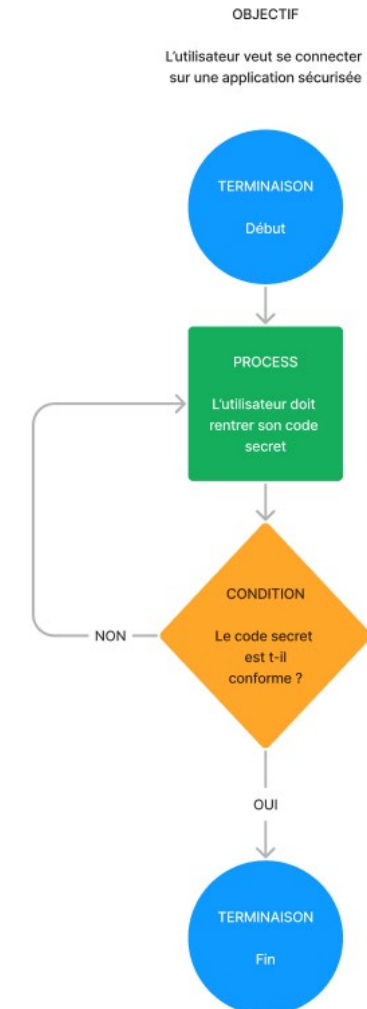 OBJECTIF
L'utilisateur veut se connecter
sur une application sécurisée
TERMINAISON
Début
PROCESS
L'utilisateur doit
rentrer son code
secret
CONDITION
Le code secret
est t-il
conforme ?
NON
OUI
TERMINAISON
Fin